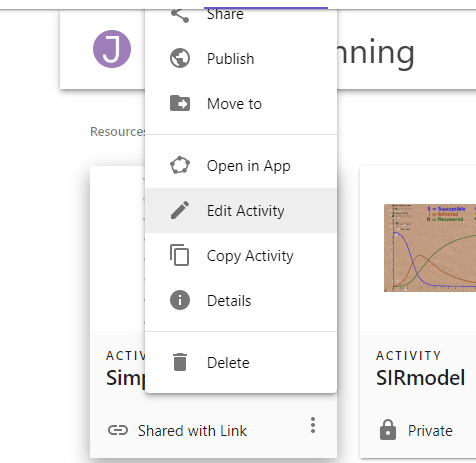 Share
J
nning
Publish
Move to
Resources
Open in App
Edit Activity
Copy Activity
Details
S = Susceptible
I = Infected
R = Recovered
ACTIV
Simp
Delete
ACTIVITY
SIRmodel
Shared with Link
Private